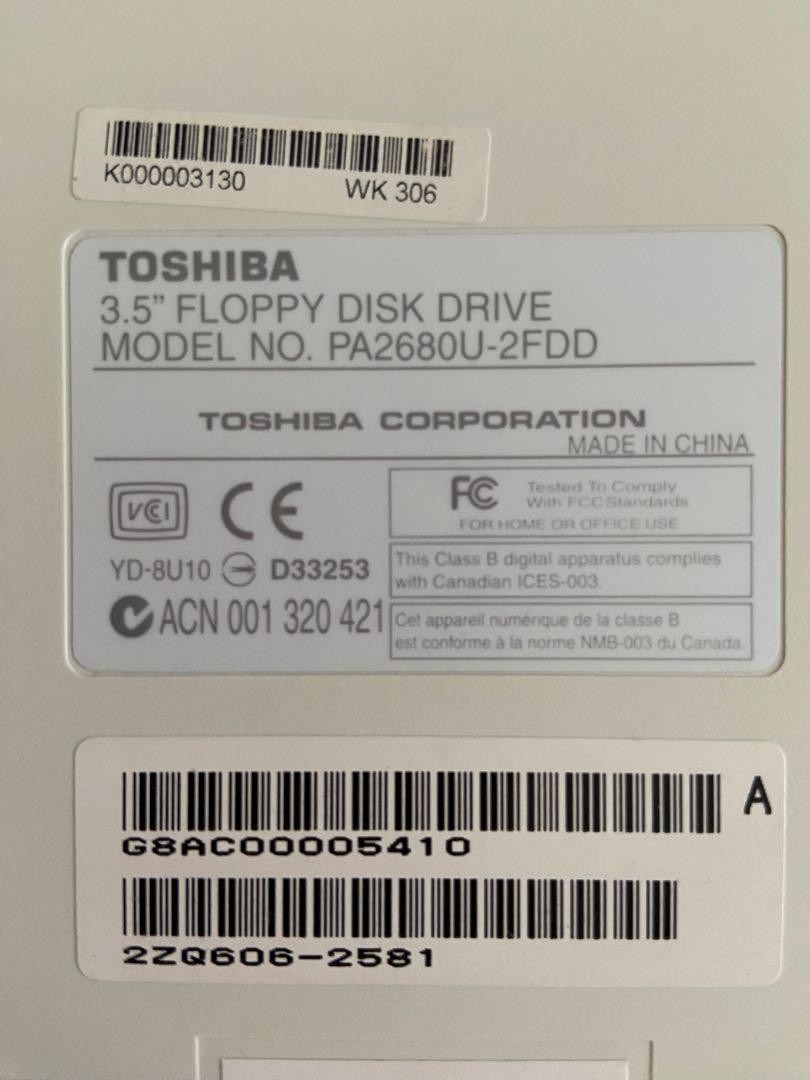 K000003130 WK 306
TOSHIBA
3.5” FLOPPY DISK DRIVE
MODEL NO. PA2680U-2FDD
TOSHIBA CORPORATION
MADE IN CHINA
VCI CE
FC Tested To Comply
With FCC Standards
FOR HOME OR OFFICE USE
YD-8U10 D33253
This Class B digital apparatus complies
with Canadian ICES-003.
ACN 001 320 421
Cet appareil numérique de la classe B
est conforme à la norme NMB-003 du Canada.
A
G8AC00005410
2ZQ606-2581